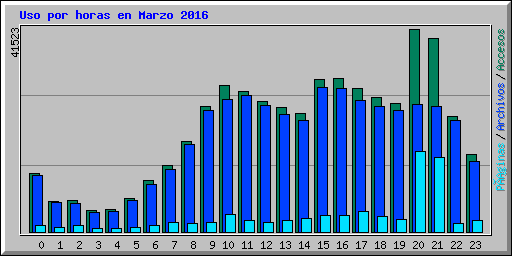 Uso por horas en Marzo 2016
41523
PÃginas / Archivos / Accesos
0 1 2 3 4 5 6 7 8 9 10 11 12 13 14 15 16 17 18 19 20 21 22 23